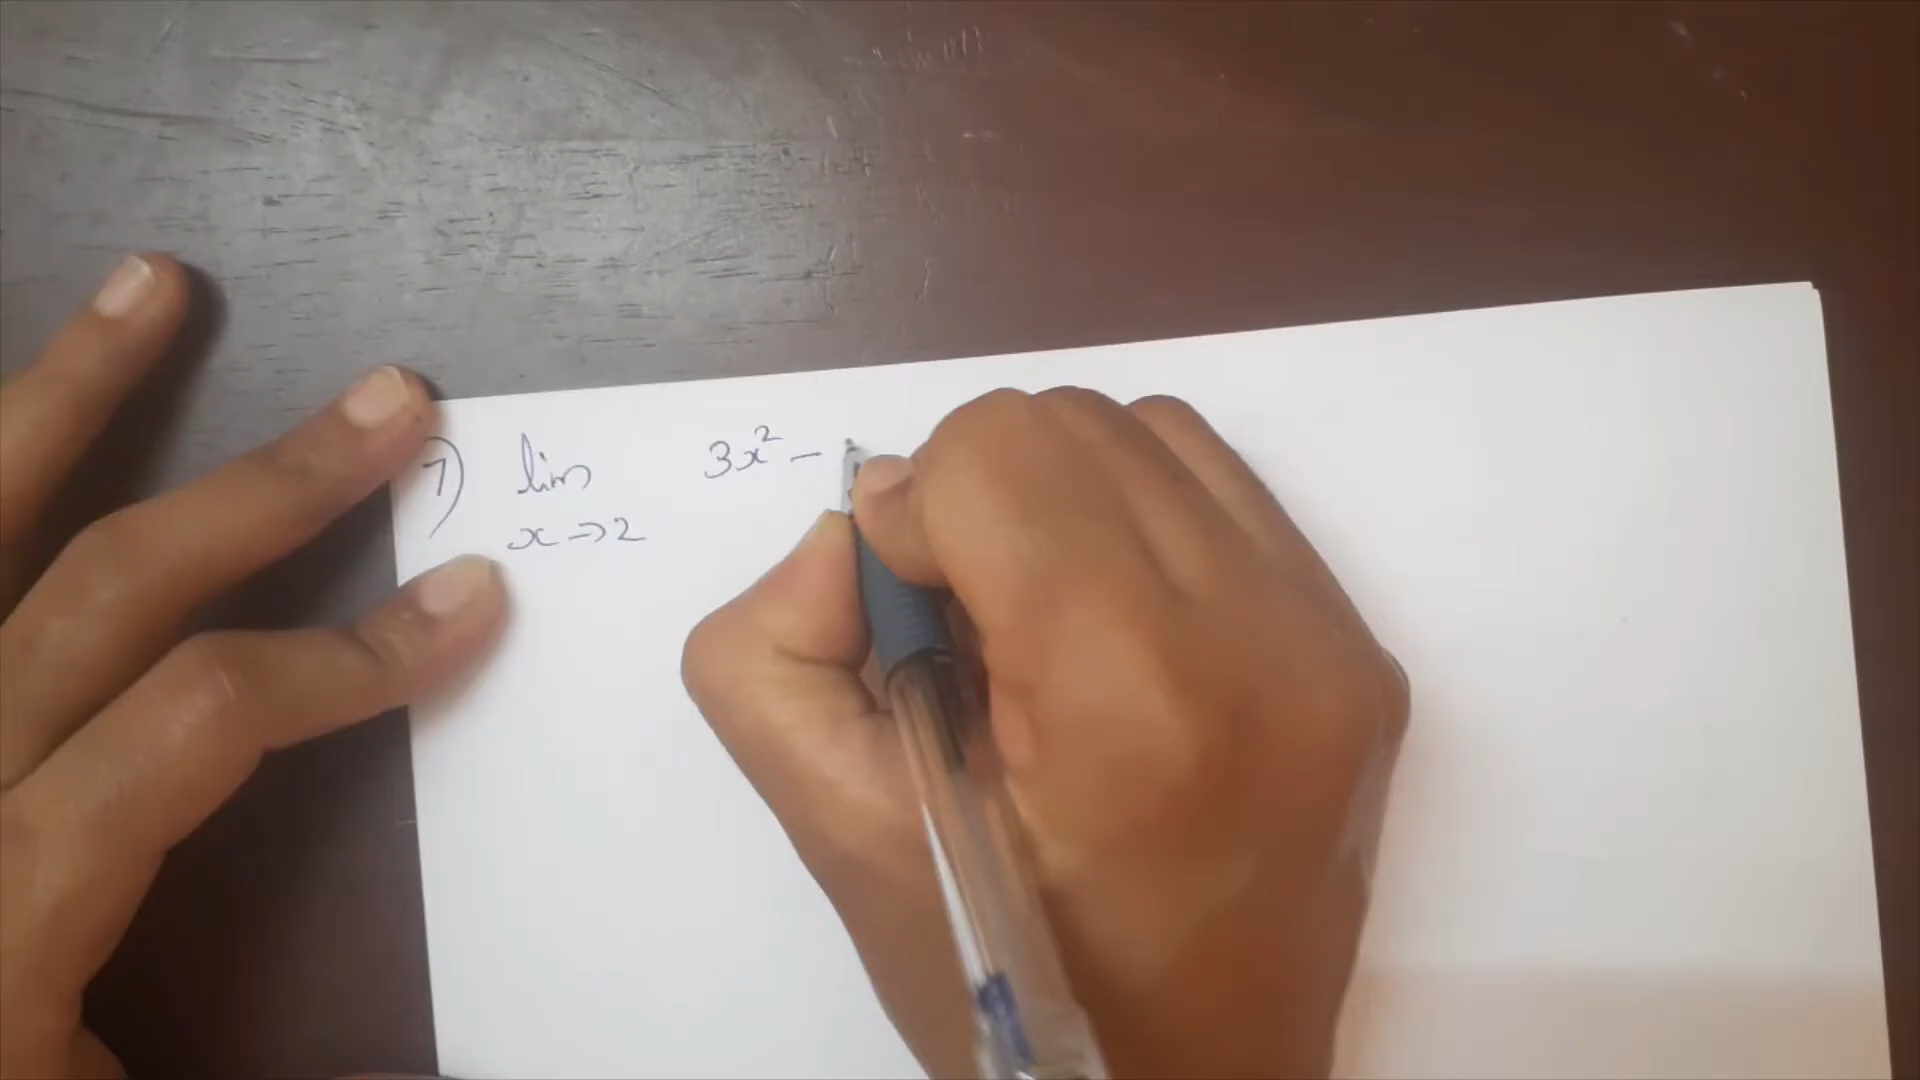 7) lim 3x² -
x→2